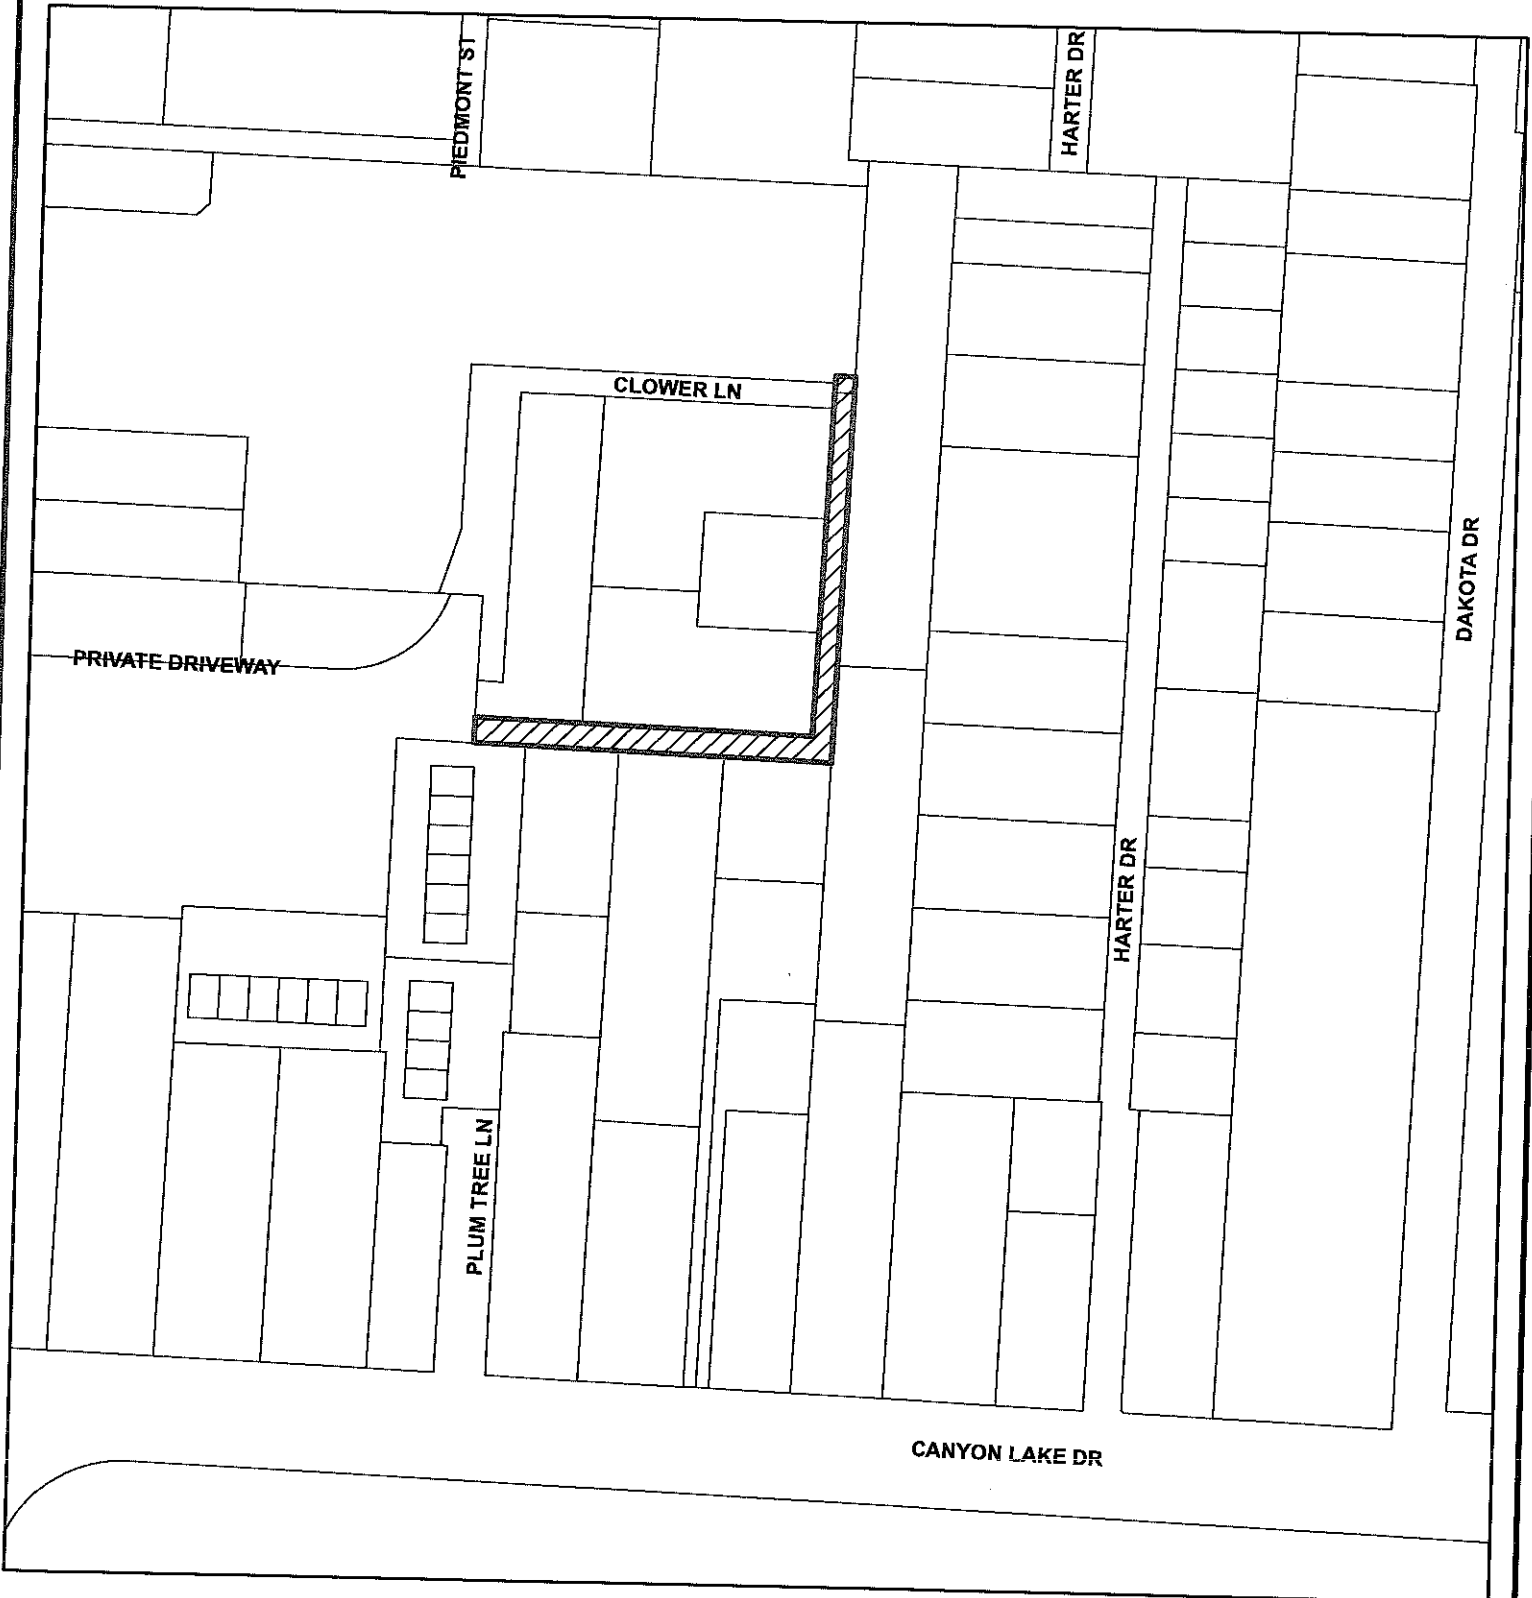 PIEDMONT ST
HARTER DR
CLOWER LN
DAKOTA DR
PRIVATE DRIVEWAY
HARTER DR
PLUM TREE LN
CANYON LAKE DR